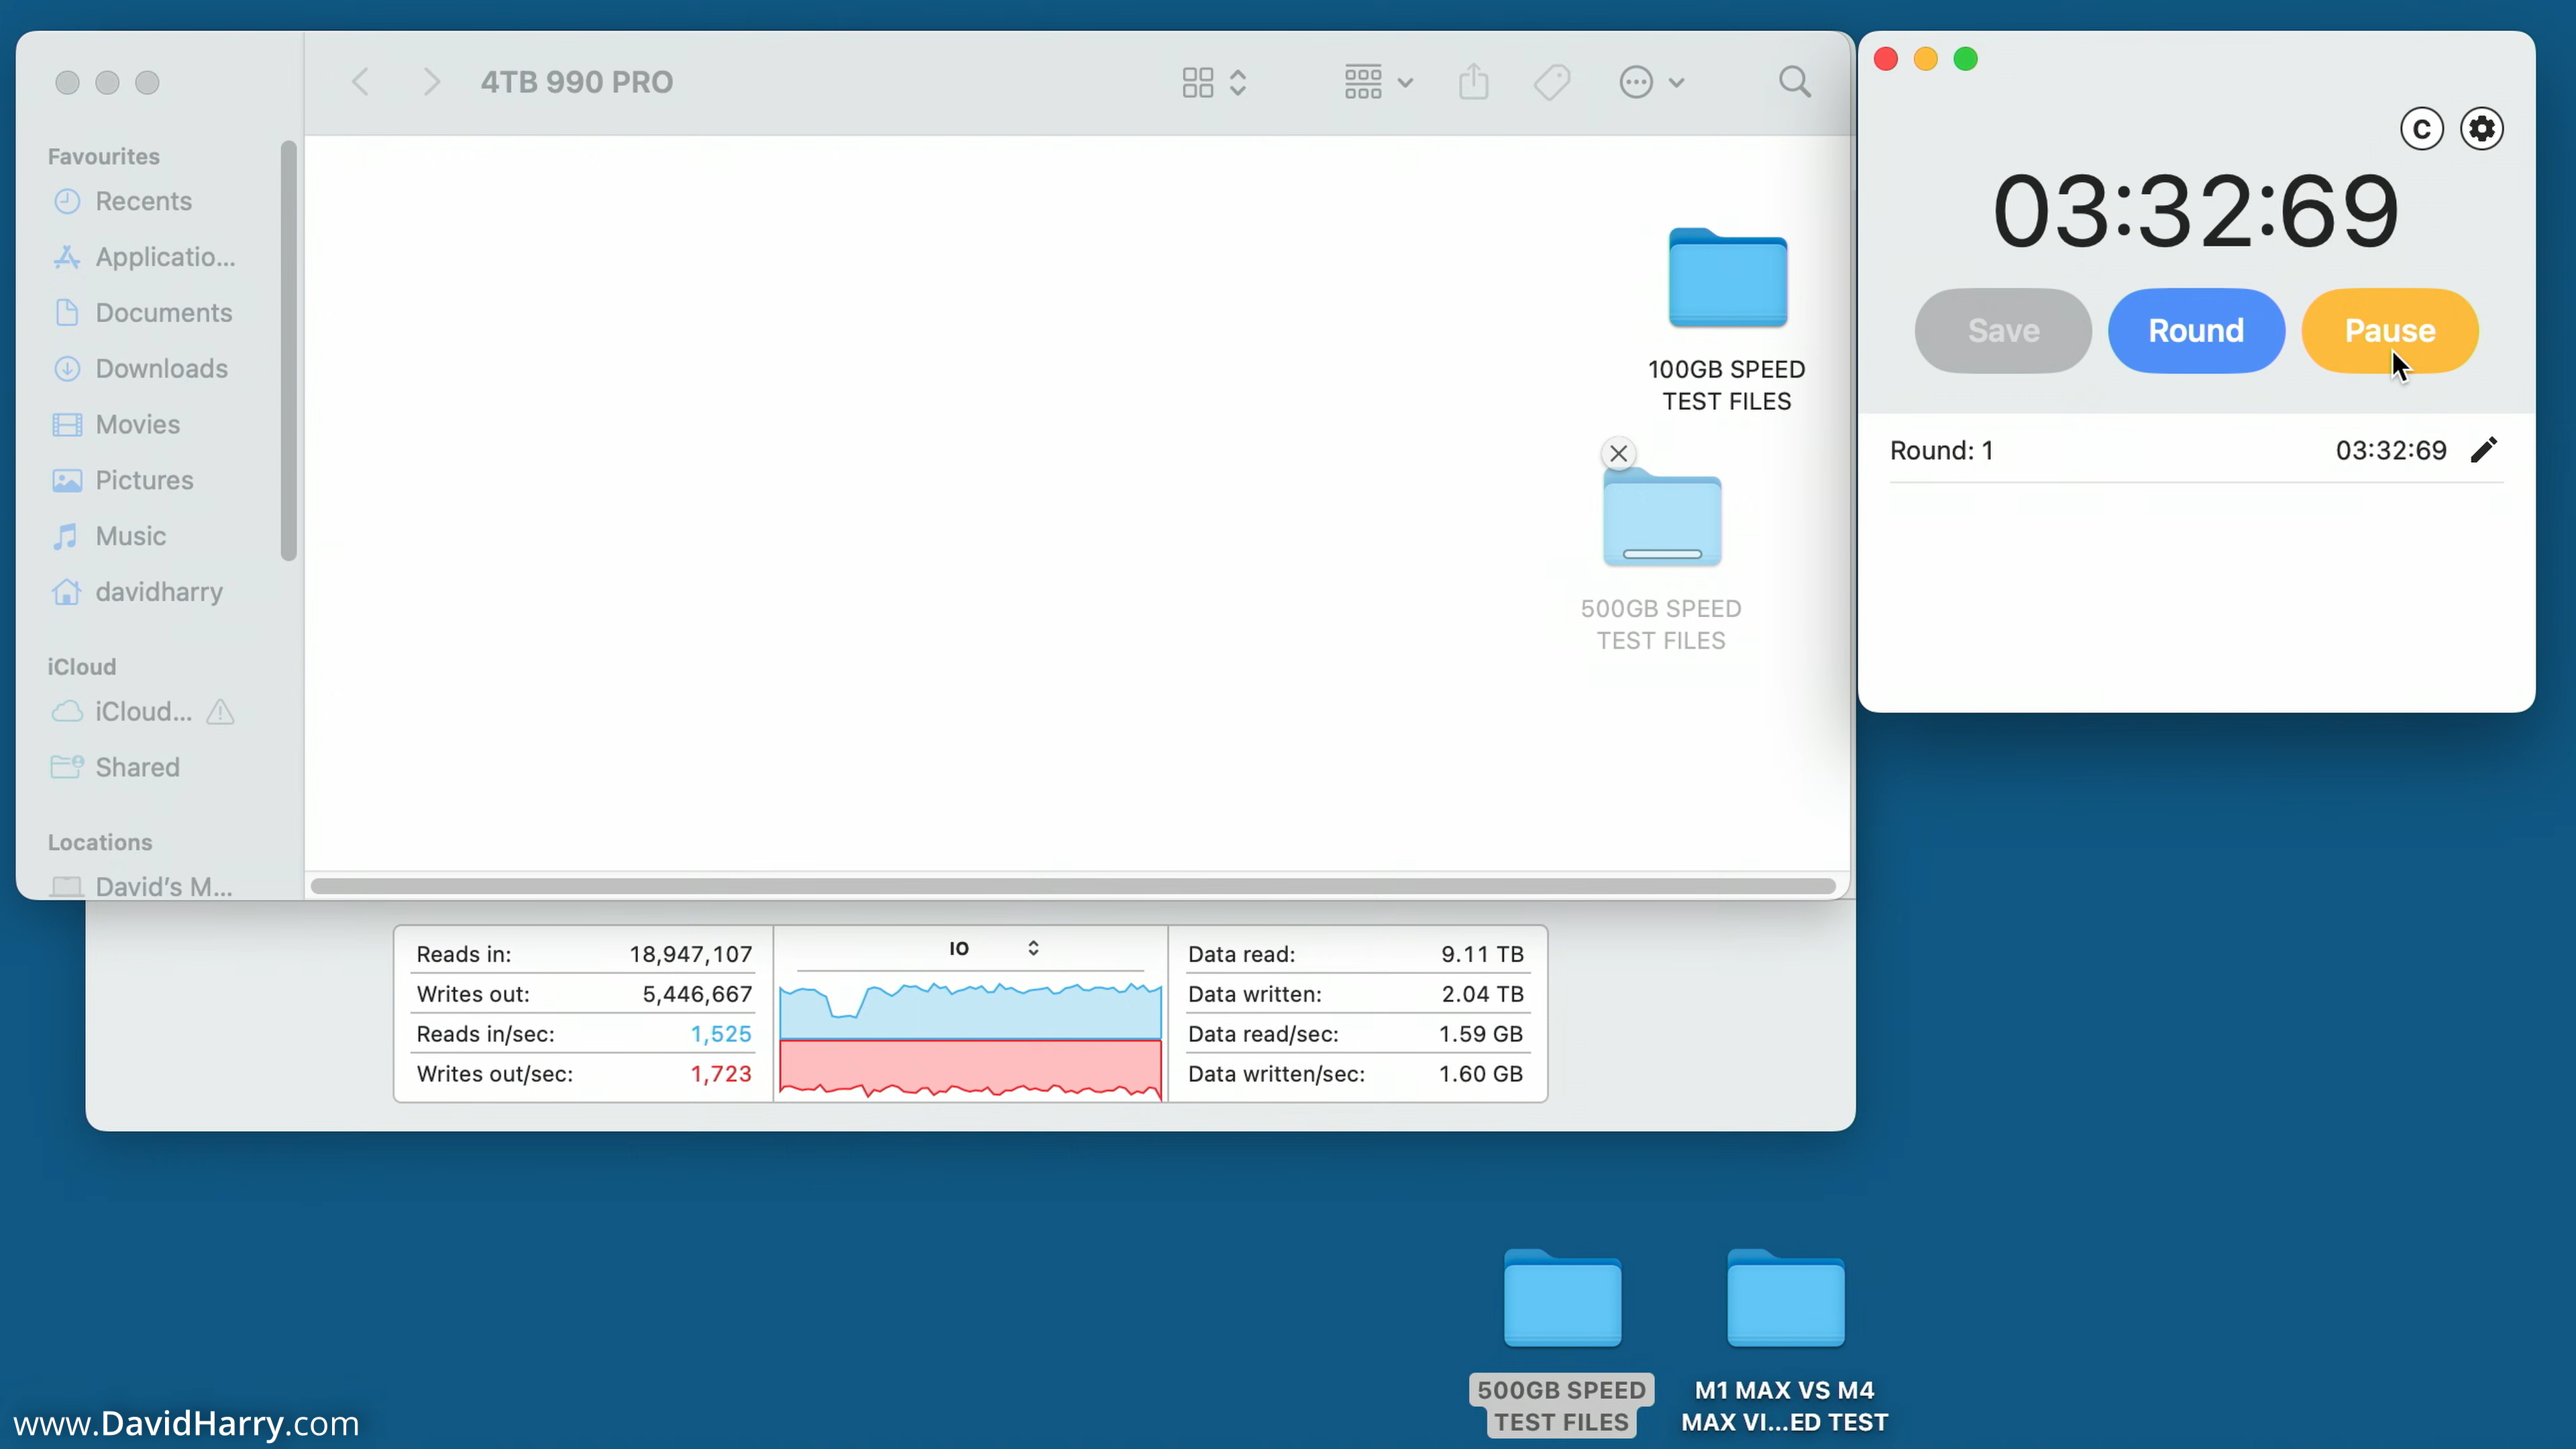 4TB 990 PRO
Favourites
Recents
Applicatio...
Documents
Downloads
Movies
Pictures
Music
davidharry
iCloud
iCloud...
Shared
Locations
David's M...
100GB SPEED
TEST FILES
500GB SPEED
TEST FILES
C
03:32:69
Save
Round
Pause
Round: 1 03:32:69
Reads in: 18,947,107
Writes out: 5,446,667
Reads in/sec: 1,525
Writes out/sec: 1,723
IO
Data read: 9.11 TB
Data written: 2.04 TB
Data read/sec: 1.59 GB
Data written/sec: 1.60 GB
500GB SPEED
TEST FILES
M1 MAX VS M4
MAX VI...ED TEST
www.DavidHarry.com